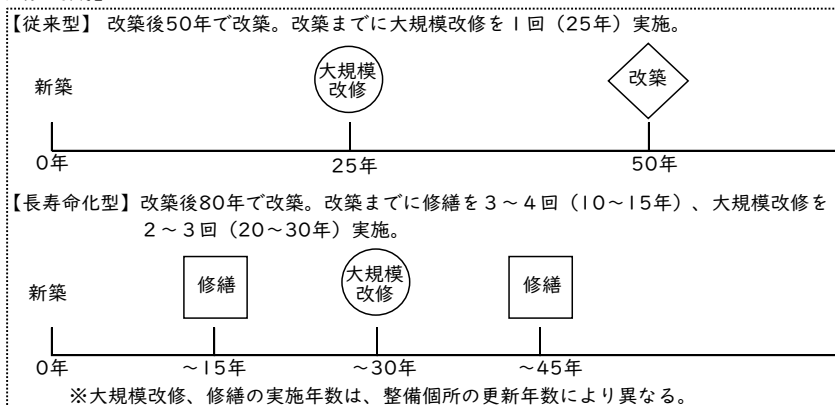 【従来型】 改築後50年で改築。改築までに大規模改修を1回（25年）実施。
新築
大規模
改修
改築
0年
25年
50年
【長寿命化型】改築後80年で改築。改築までに修繕を３～４回（10～15年）、大規模改修を
２～３回（20～30年）実施。
新築
修繕
大規模
改修
修繕
0年
～15年
～30年
～45年
※大規模改修、修繕の実施年数は、整備個所の更新年数により異なる。